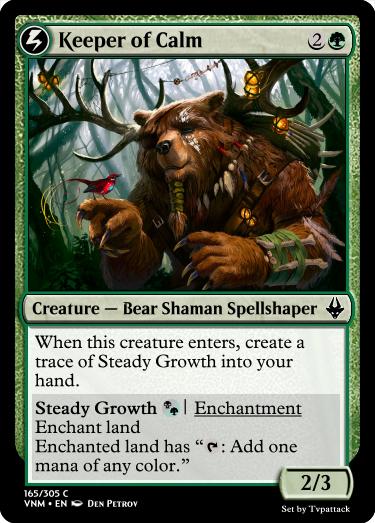 Keeper of Calm 2
Creature — Bear Shaman Spellshaper
When this creature enters, create a
trace of Steady Growth into your
hand.
Steady Growth | Enchantment
Enchant land
Enchanted land has “: Add one
mana of any color.”
2/3
165/305 C
VNM • EN DEN PETROV
Set by Tvpattack